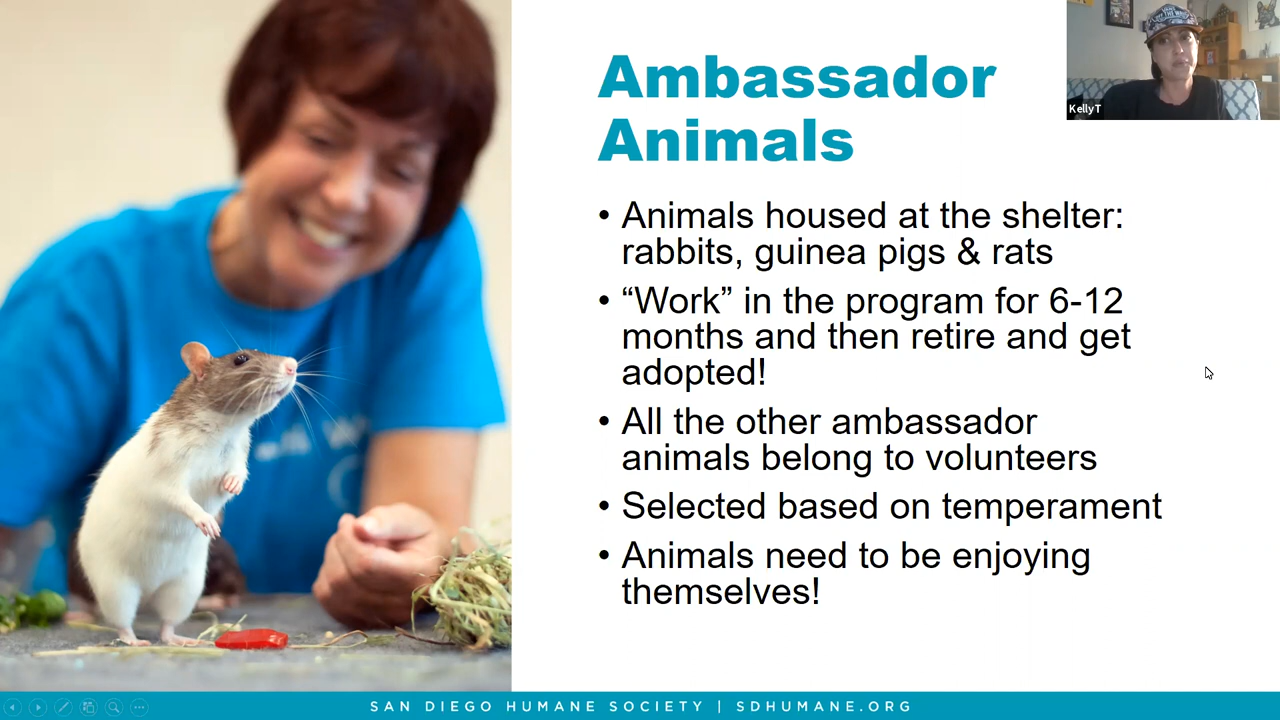 Ambassador
Animals
KellyT
• Animals housed at the shelter:
rabbits, guinea pigs & rats
• “Work” in the program for 6-12
months and then retire and get
adopted!
• All the other ambassador
animals belong to volunteers
• Selected based on temperament
• Animals need to be enjoying
themselves!
SAN DIEGO HUMANE SOCIETY | SDHUMANE.ORG